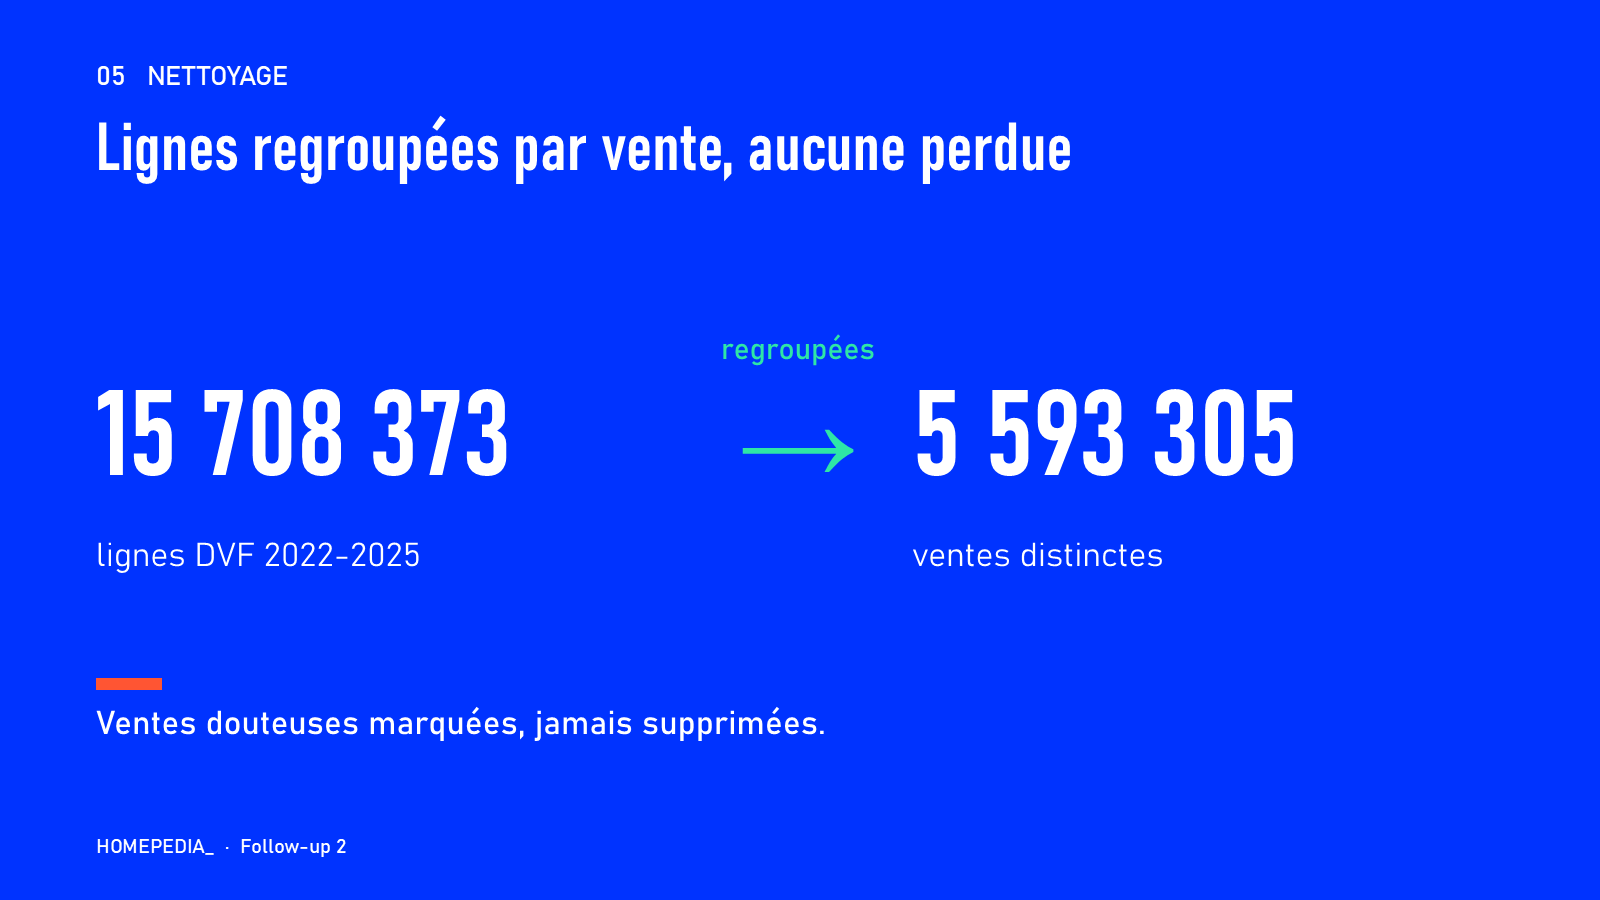 05 NETTOYAGE
Lignes regroupées par vente, aucune perdue
regroupées
15 708 373 → 5 593 305
lignes DVF 2022-2025
ventes distinctes
Ventes douteuses marquées, jamais supprimées.
HOMEPEDIA_ · Follow-up 2